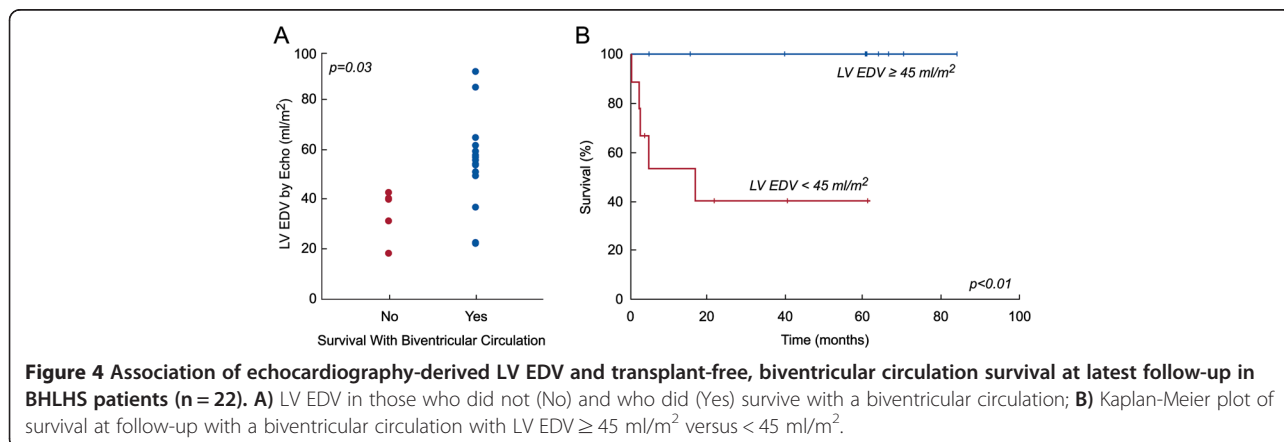 A
B
100
80
60
40
20
0
LV EDV by Echo (ml/m²)
p=0.03
No
Yes
Survival With Biventricular Circulation
100
80
60
40
20
0
Survival (%)
LV EDV ≥ 45 ml/m²
LV EDV < 45 ml/m²
p<0.01
0 20 40 60 80 100
Time (months)
Figure 4 Association of echocardiography-derived LV EDV and transplant-free, biventricular circulation survival at latest follow-up in
BHLHS patients (n = 22). A) LV EDV in those who did not (No) and who did (Yes) survive with a biventricular circulation; B) Kaplan-Meier plot of
survival at follow-up with a biventricular circulation with LV EDV ≥ 45 ml/m² versus < 45 ml/m².